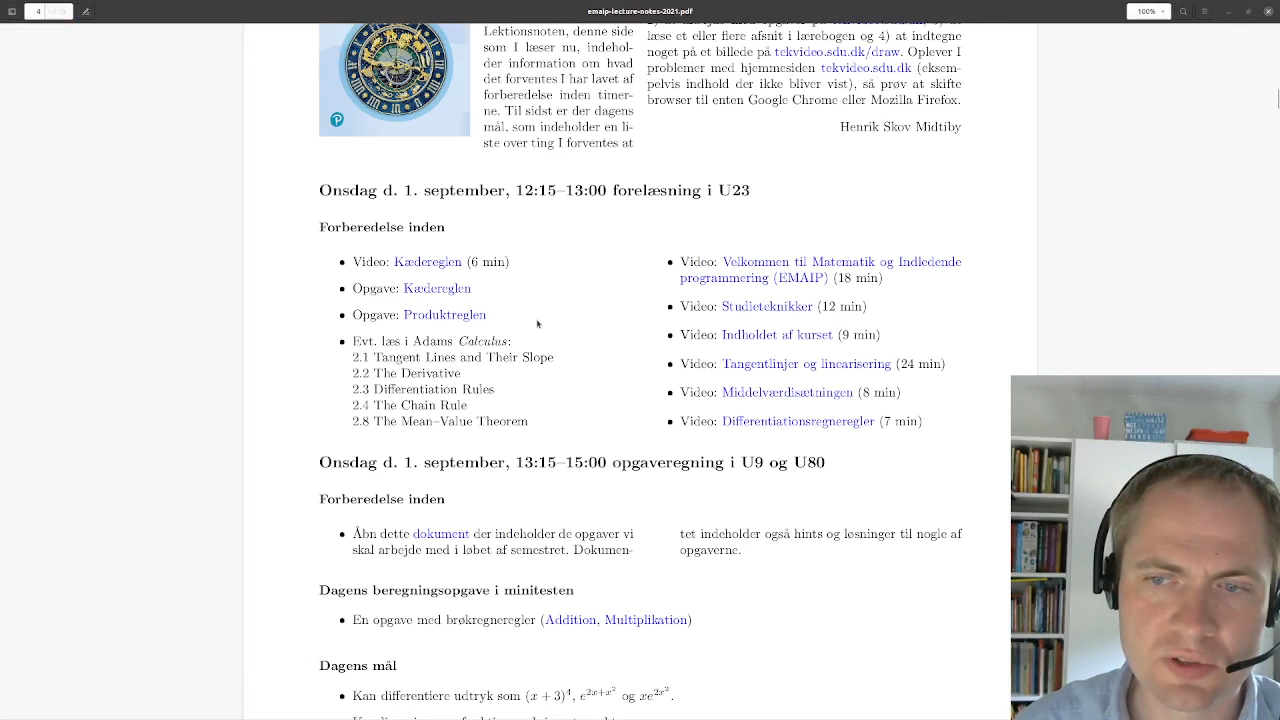 4
emaip-lecture-notes-2021.pdf
100%
Lektionsnoten, denne side
som I læser nu, indehol-
der information om hvad
det forventes I har lavet af
forberedelse inden timer-
ne. Til sidst er der dagens
mål, som indeholder en li-
ste over ting I forventes at
læse et eller flere afsnit i lærebogen og 4) at indtegne
noget på et billede på tekvideo.sdu.dk/draw. Oplever I
problemer med hjemmesiden tekvideo.sdu.dk (eksem-
pelvis indhold der ikke bliver vist), så prøv at skifte
browser til enten Google Chrome eller Mozilla Firefox.
Henrik Skov Midtiby
Onsdag d. 1. september, 12:15–13:00 forelæsning i U23
Forberedelse inden
• Video: Kædereglen (6 min)
• Opgave: Kædereglen
• Opgave: Produktreglen
• Evt. læs i Adams Calculus:
2.1 Tangent Lines and Their Slope
2.2 The Derivative
2.3 Differentiation Rules
2.4 The Chain Rule
2.8 The Mean–Value Theorem
• Video: Velkommen til Matematik og Indledende
programmering (EMAIP) (18 min)
• Video: Studieteknikker (12 min)
• Video: Indholdet af kurset (9 min)
• Video: Tangentlinjer og linearisering (24 min)
• Video: Middelværdisætningen (8 min)
• Video: Differentiationsregneregler (7 min)
Onsdag d. 1. september, 13:15–15:00 opgaveregning i U9 og U80
Forberedelse inden
• Åbn dette dokument der indeholder de opgaver vi
skal arbejde med i løbet af semestret. Dokumen-
tet indeholder også hints og løsninger til nogle af
opgaverne.
Dagens beregningsopgave i minitesten
• En opgave med brøkregneregler (Addition, Multiplikation)
Dagens mål
• Kan differentiere udtryk som (x + 3)⁴, e^{2x+x²} og xe^{2x²}.